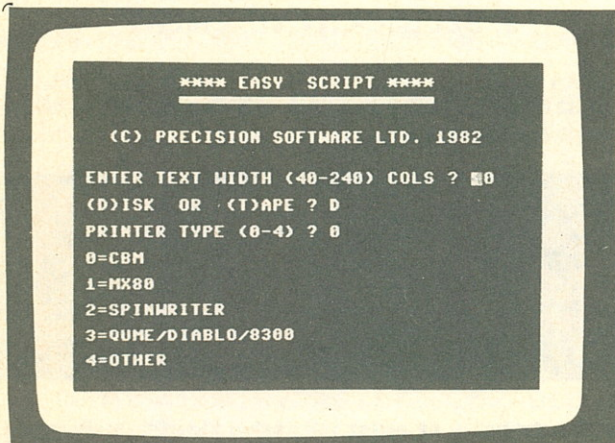 **** EASY SCRIPT ****
(C) PRECISION SOFTWARE LTD. 1982
ENTER TEXT WIDTH (40-240) COLS ? 0
(D)ISK OR (T)APE ? D
PRINTER TYPE (0-4) ? 0
0=CBM
1=MX80
2=SPINWRITER
3=QUME/DIABLO/8300
4=OTHER